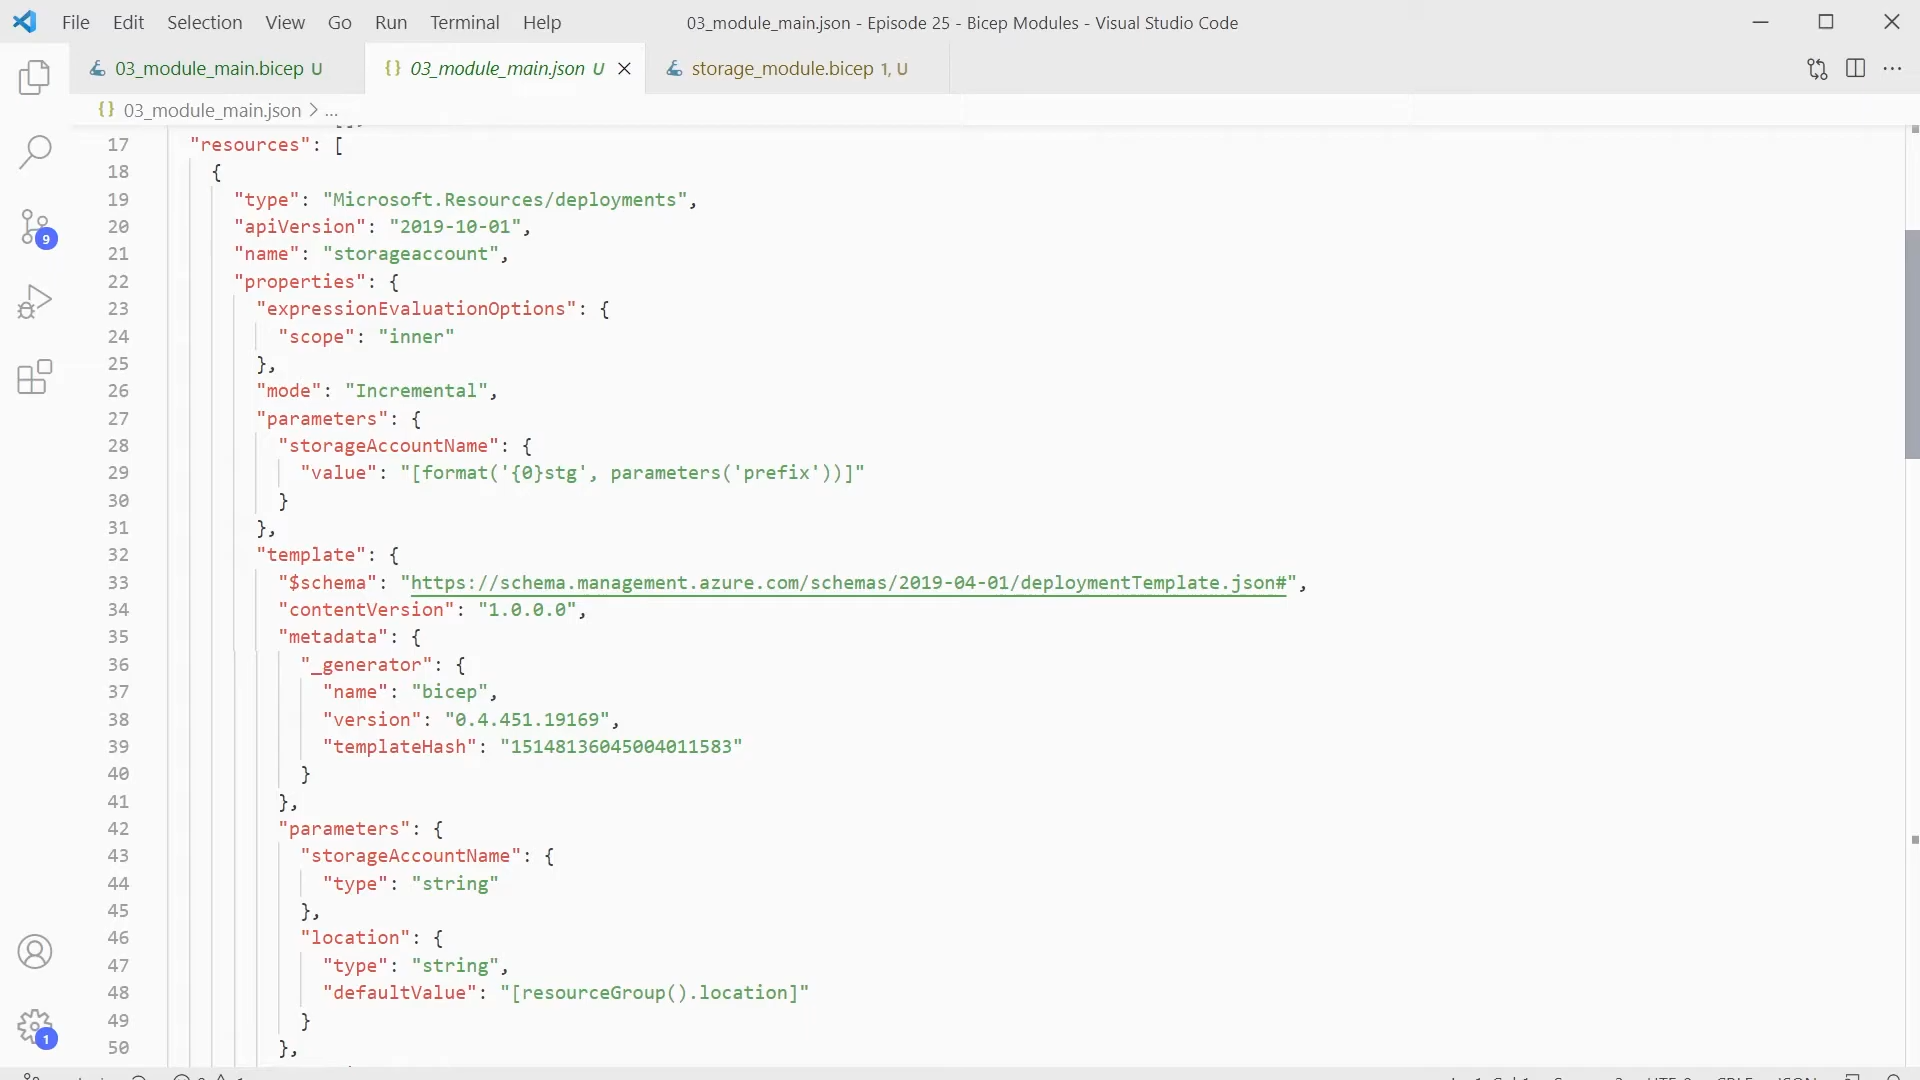 File Edit Selection View Go Run Terminal Help
03_module_main.json - Episode 25 - Bicep Modules - Visual Studio Code
03_module_main.bicep U
{} 03_module_main.json U
storage_module.bicep 1, U
{} 03_module_main.json > ...
17 "resources": [
18 {
19 "type": "Microsoft.Resources/deployments",
20 "apiVersion": "2019-10-01",
21 "name": "storageaccount",
22 "properties": {
23 "expressionEvaluationOptions": {
24 "scope": "inner"
25 },
26 "mode": "Incremental",
27 "parameters": {
28 "storageAccountName": {
29 "value": "[format('{0}stg', parameters('prefix'))]"
30 }
31 },
32 "template": {
33 "$schema": "https://schema.management.azure.com/schemas/2019-04-01/deploymentTemplate.json#",
34 "contentVersion": "1.0.0.0",
35 "metadata": {
36 "_generator": {
37 "name": "bicep",
38 "version": "0.4.451.19169",
39 "templateHash": "15148136045004011583"
40 }
41 },
42 "parameters": {
43 "storageAccountName": {
44 "type": "string"
45 },
46 "location": {
47 "type": "string",
48 "defaultValue": "[resourceGroup().location]"
49 }
50 },
9
1